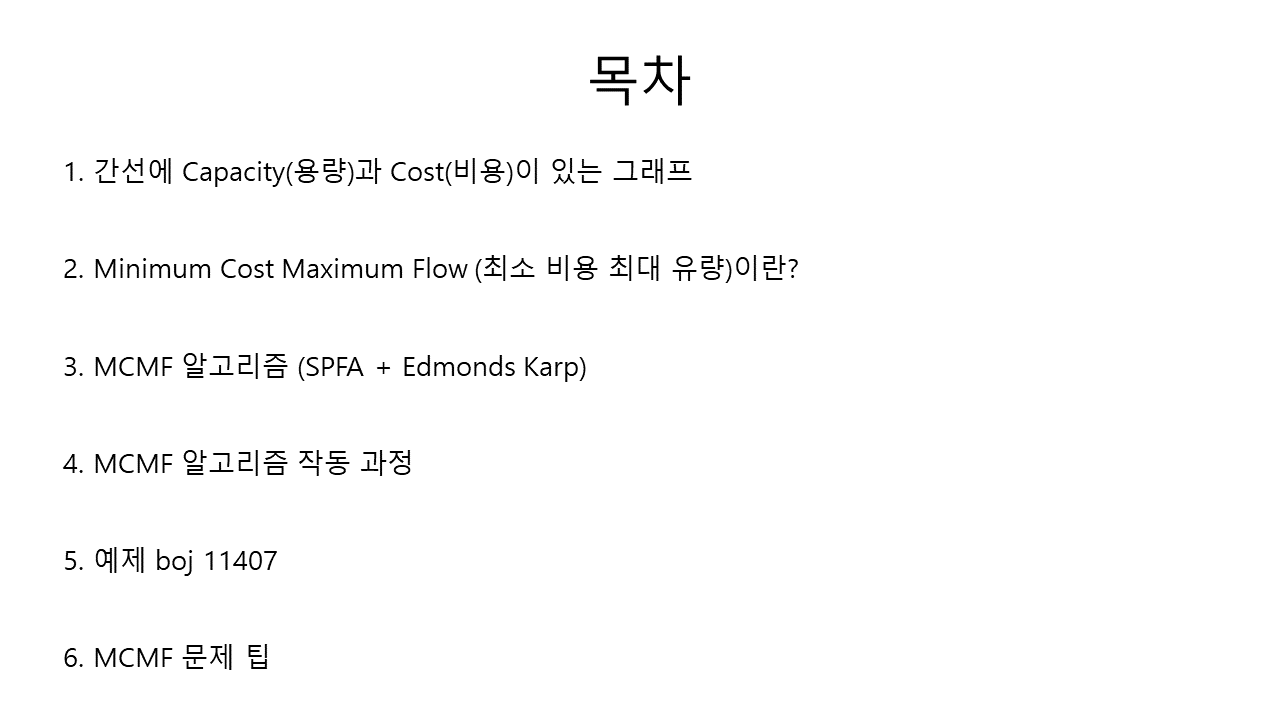 목차
1. 간선에 Capacity(용량)과 Cost(비용)이 있는 그래프
2. Minimum Cost Maximum Flow (최소 비용 최대 유량)이란?
3. MCMF 알고리즘 (SPFA + Edmonds Karp)
4. MCMF 알고리즘 작동 과정
5. 예제 boj 11407
6. MCMF 문제 팁